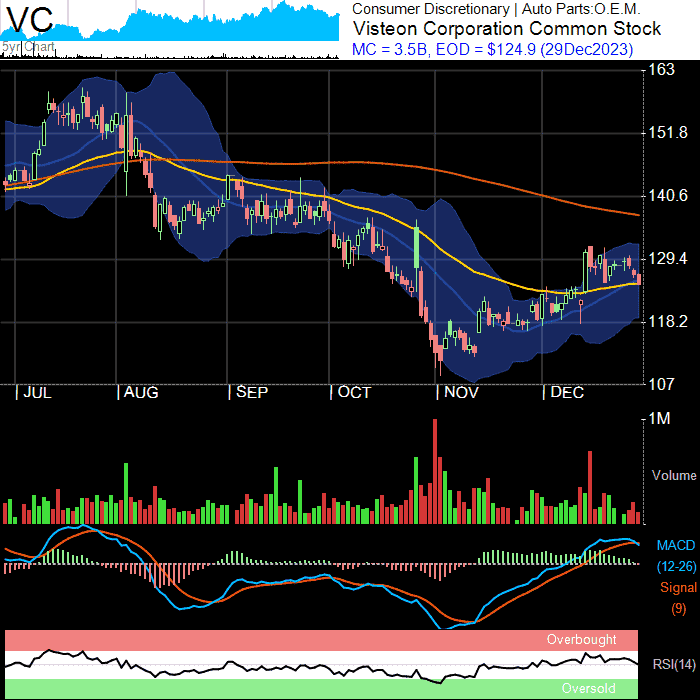 VC
5yr Chart
Consumer Discretionary | Auto Parts:O.E.M.
Visteon Corporation Common Stock
MC = 3.5B, EOD = $124.9 (29Dec2023)
163
151.8
140.6
129.4
118.2
107
| JUL | AUG | SEP | OCT | NOV | DEC
1M
Volume
MACD
(12-26)
Signal
(9)
Overbought
RSI(14)
Oversold